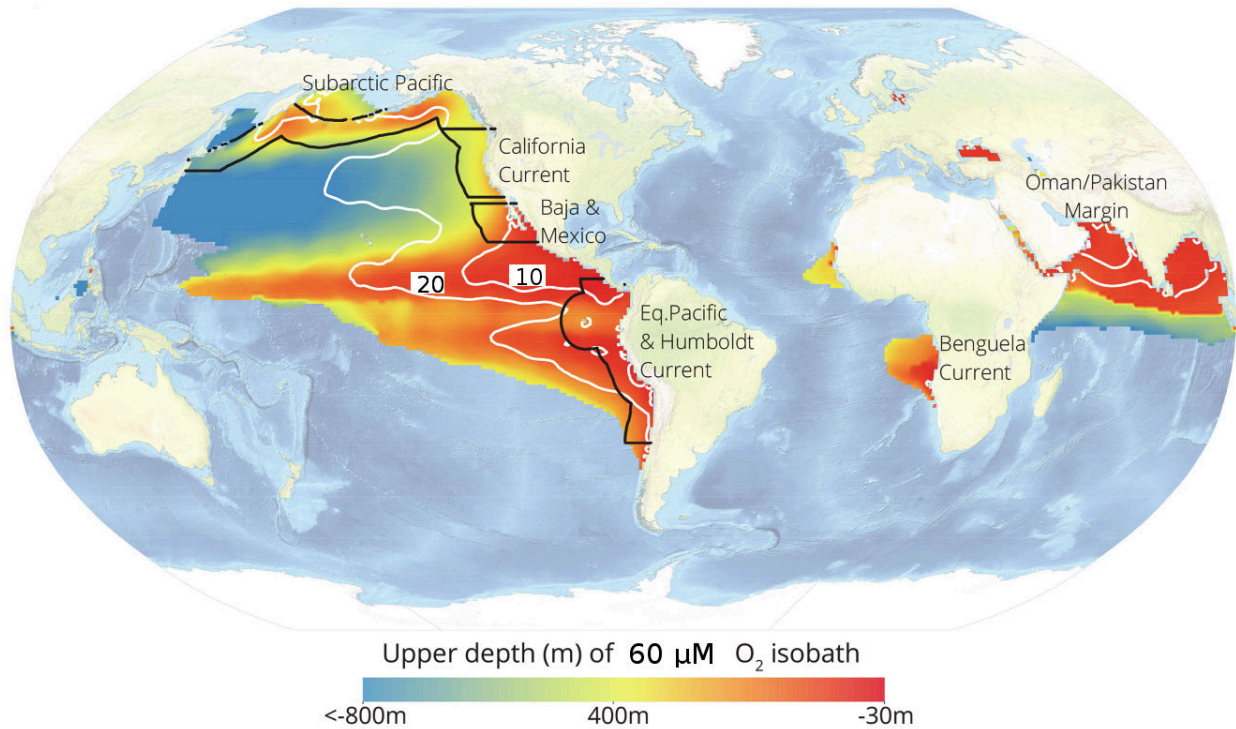 Subarctic Pacific
California
Current
Baja &
Mexico
Oman/Pakistan
Margin
20
10
Eq.Pacific
& Humboldt
Current
Benguela
Current
Upper depth (m) of 60 µM O₂ isobath
<-800m
400m
-30m